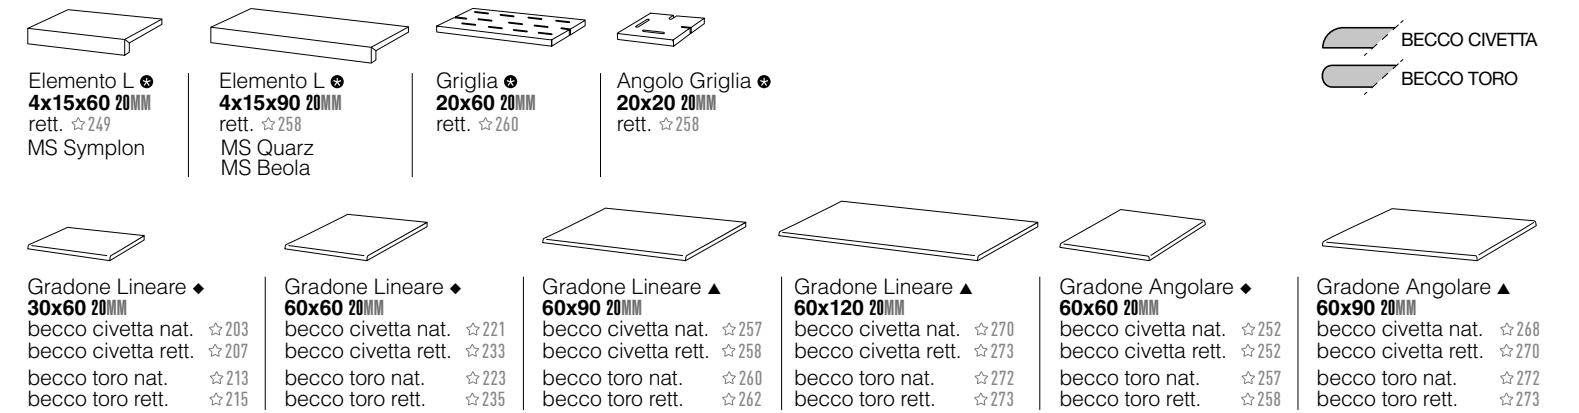 Elemento L ✪
4x15x60 20MM
rett. ☆249
MS Symplon
Elemento L ✪
4x15x90 20MM
rett. ☆258
MS Quarz
MS Beola
Griglia ✪
20x60 20MM
rett. ☆260
Angolo Griglia ✪
20x20 20MM
rett. ☆258
BECCO CIVETTA
BECCO TORO
Gradone Lineare ◆
30x60 20MM
becco civetta nat. ☆203
becco civetta rett. ☆207
becco toro nat. ☆213
becco toro rett. ☆215
Gradone Lineare ◆
60x60 20MM
becco civetta nat. ☆221
becco civetta rett. ☆233
becco toro nat. ☆223
becco toro rett. ☆235
Gradone Lineare ▲
60x90 20MM
becco civetta nat. ☆257
becco civetta rett. ☆258
becco toro nat. ☆260
becco toro rett. ☆262
Gradone Lineare ▲
60x120 20MM
becco civetta nat. ☆270
becco civetta rett. ☆273
becco toro nat. ☆272
becco toro rett. ☆273
Gradone Angolare ◆
60x60 20MM
becco civetta nat. ☆252
becco civetta rett. ☆252
becco toro nat. ☆257
becco toro rett. ☆258
Gradone Angolare ▲
60x90 20MM
becco civetta nat. ☆268
becco civetta rett. ☆270
becco toro nat. ☆272
becco toro rett. ☆273